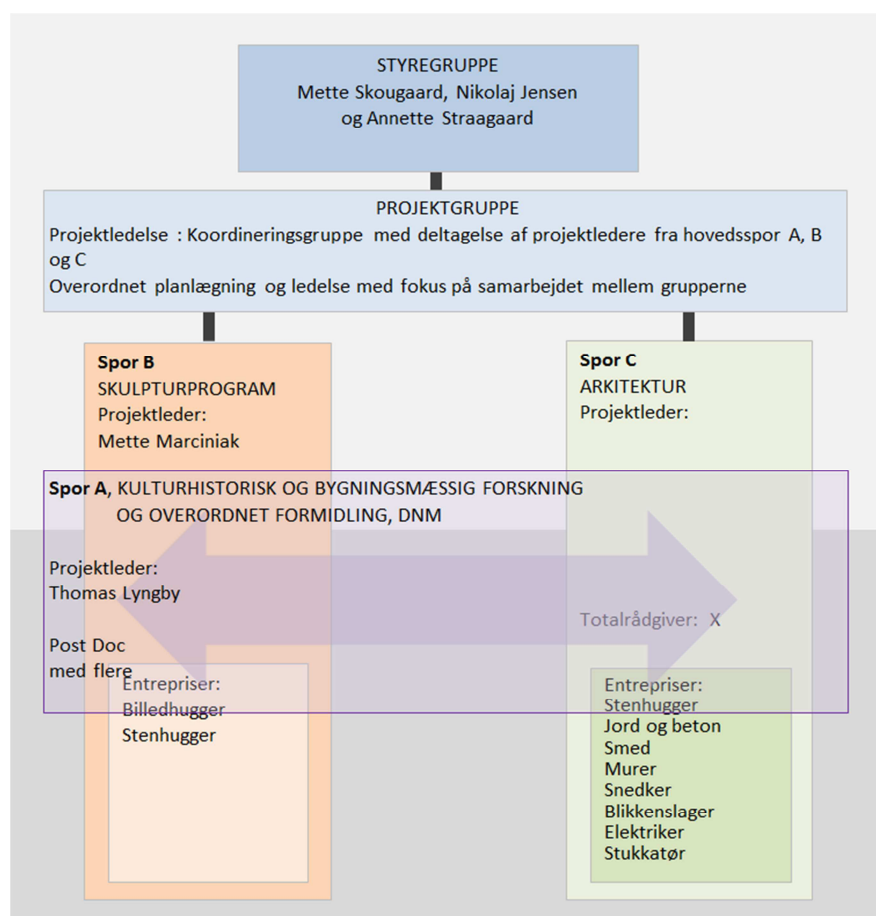 STYREGRUPPE
Mette Skougaard, Nikolaj Jensen
og Annette Straagaard
PROJEKTGRUPPE
Projektledelse : Koordineringsgruppe med deltagelse af projektledere fra hovedsspor A, B
og C
Overordnet planlægning og ledelse med fokus på samarbejdet mellem grupperne
Spor B
SKULPTURPROGRAM
Projektleder:
Mette Marciniak
Spor C
ARKITEKTUR
Projektleder:
Spor A, KULTURHISTORISK OG BYGNINGSMÆSSIG FORSKNING
OG OVERORDNET FORMIDLING, DNM
Projektleder:
Thomas Lyngby
Post Doc
med flere
Totalrådgiver: X
Entrepriser:
Billedhugger
Stenhugger
Entrepriser:
Stenhugger
Jord og beton
Smed
Murer
Snedker
Blikkenslager
Elektriker
Stukkatør